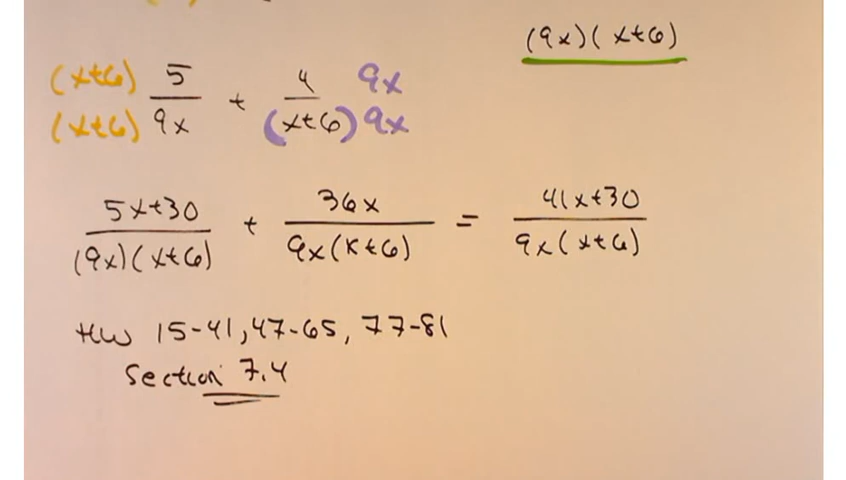 (9x)(x+6)
(x+6) 5 + 4 9x
(x+6) 9x (x+6) 9x
5x+30 + 36x = 41x+30
(9x)(x+6) 9x(x+6) 9x(x+6)
HW 15-41, 47-65, 77-81
Section 7.4